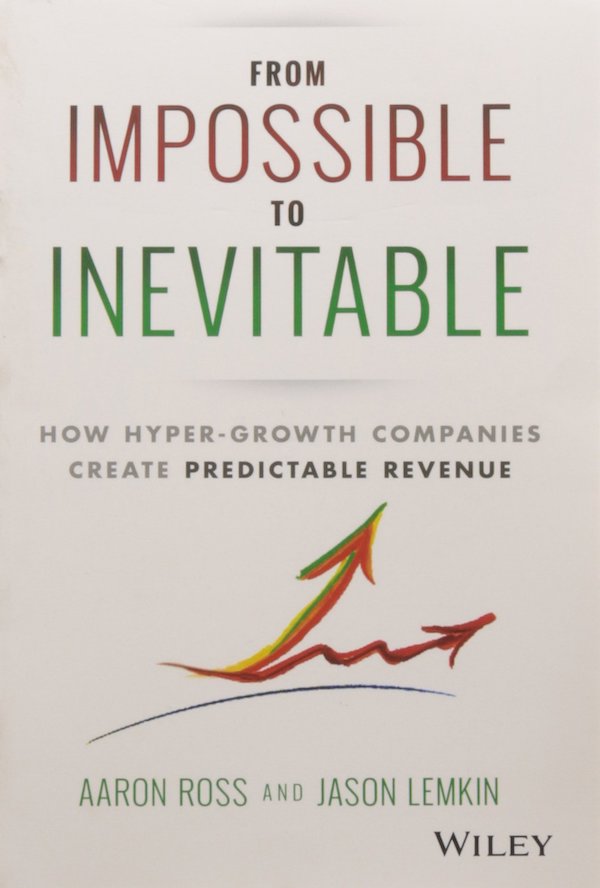 FROM
IMPOSSIBLE
TO
INEVITABLE
HOW HYPER-GROWTH COMPANIES
CREATE PREDICTABLE REVENUE
AARON ROSS AND JASON LEMKIN
WILEY